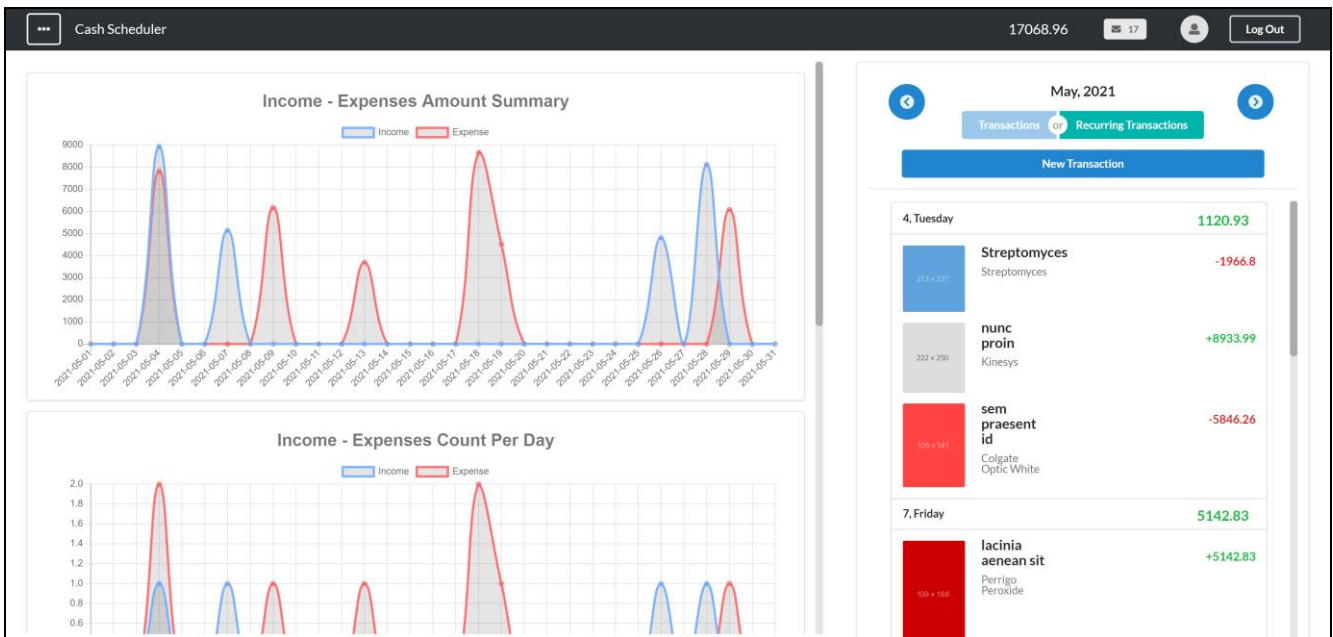 Cash Scheduler
17068.96
17
Log Out
Income - Expenses Amount Summary
Income
Expense
9000
8000
7000
6000
5000
4000
3000
2000
1000
0
2021-05-01
2021-05-02
2021-05-03
2021-05-04
2021-05-05
2021-05-06
2021-05-07
2021-05-08
2021-05-09
2021-05-10
2021-05-11
2021-05-12
2021-05-13
2021-05-14
2021-05-15
2021-05-16
2021-05-17
2021-05-18
2021-05-19
2021-05-20
2021-05-21
2021-05-22
2021-05-23
2021-05-24
2021-05-25
2021-05-26
2021-05-27
2021-05-28
2021-05-29
2021-05-30
2021-05-31
Income - Expenses Count Per Day
Income
Expense
2.0
1.8
1.6
1.4
1.2
1.0
0.8
0.6
May, 2021
Transactions or Recurring Transactions
New Transaction
4, Tuesday
1120.93
213 × 227
Streptomyces
Streptomyces
-1966.8
222 × 250
nunc
proin
Kinesys
+8933.99
105 × 141
sem
praesent
id
Colgate
Optic White
-5846.26
7, Friday
5142.83
109 × 168
lacinia
aenean sit
Perrigo
Peroxide
+5142.83